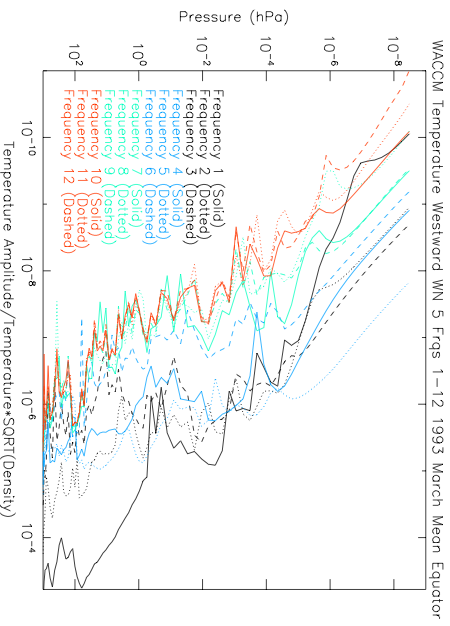 WACCM Temperature Westward WN 5 Frqs 1-12 1993 March Mean Equator
Pressure (hPa)
10^2
10^0
10^-2
10^-4
10^-6
10^-8
Frequency 1 (Solid)
Frequency 2 (Dotted)
Frequency 3 (Dashed)
Frequency 4 (Solid)
Frequency 5 (Dotted)
Frequency 6 (Dashed)
Frequency 7 (Solid)
Frequency 8 (Dotted)
Frequency 9 (Dashed)
Frequency 10 (Solid)
Frequency 11 (Dotted)
Frequency 12 (Dashed)
10^-10
10^-8
10^-6
10^-4
Temperature Amplitude/Temperature*SQRT(Density)